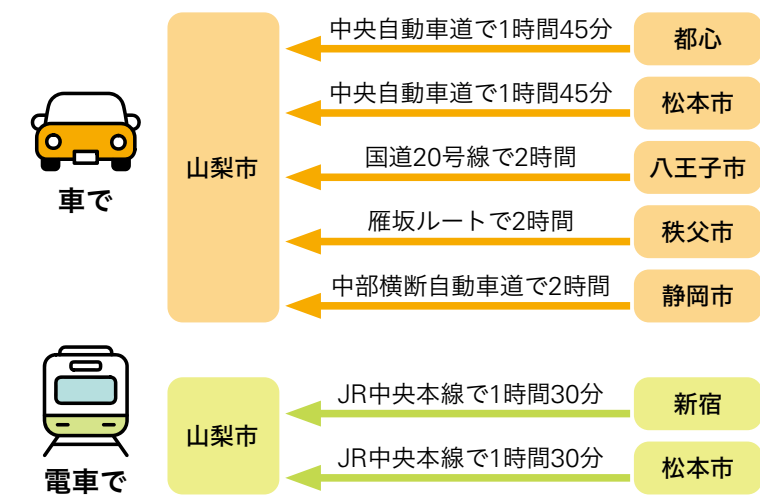 車で
山梨市
中央自動車道で1時間45分
都心
中央自動車道で1時間45分
松本市
国道20号線で2時間
八王子市
雁坂ルートで2時間
秩父市
中部横断自動車道で2時間
静岡市
電車で
山梨市
JR中央本線で1時間30分
新宿
JR中央本線で1時間30分
松本市